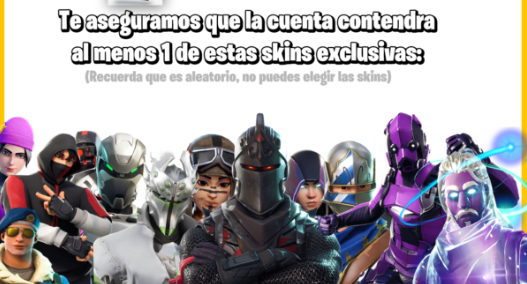 Te aseguramos que la cuenta contendra
al menos 1 de estas skins exclusivas:
(Recuerda que es aleatorio, no puedes elegir las skins)